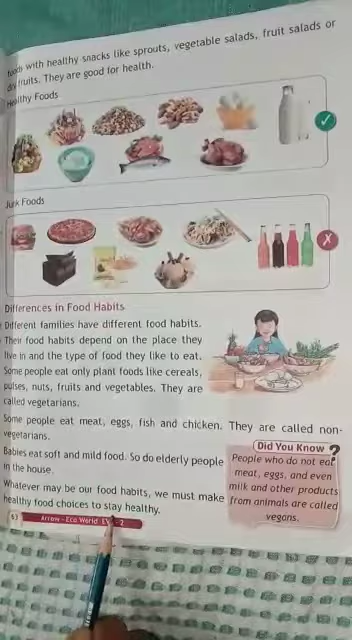 foods with healthy snacks like sprouts, vegetable salads, fruit salads or
dry fruits. They are good for health.
Healthy Foods
Junk Foods
Differences in Food Habits
Different families have different food habits.
Their food habits depend on the place they
live in and the type of food they like to eat.
Some people eat only plant foods like cereals,
pulses, nuts, fruits and vegetables. They are
called vegetarians.
Some people eat meat, eggs, fish and chicken. They are called non-
vegetarians.
Babies eat soft and mild food. So do elderly people
in the house.
Whatever may be our food habits, we must make
healthy food choices to stay healthy.
Did You Know ?
People who do not eat
meat, eggs, and even
milk and other products
from animals are called
vegans.
Arrow - Eco World